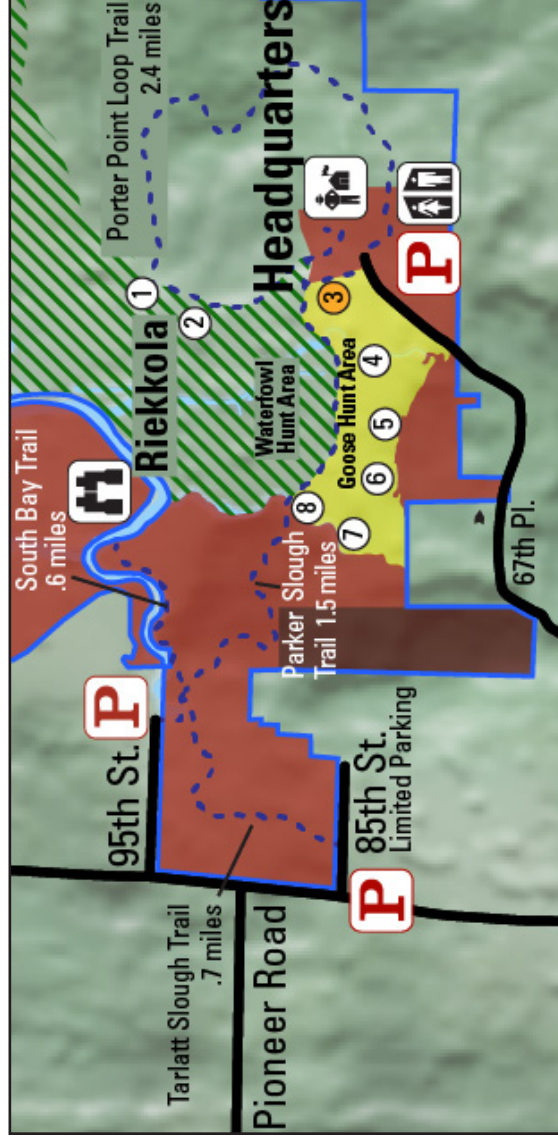 Porter Point Loop Trail
2.4 miles
Headquarters
1
2
3
Riekkola
Waterfowl
Hunt Area
Goose Hunt Area
4
5
6
7
8
P
South Bay Trail
.6 miles
Parker Slough
Trail 1.5 miles
67th Pl.
95th St.
P
85th St.
Limited Parking
P
Tarlatt Slough Trail
.7 miles
Pioneer Road